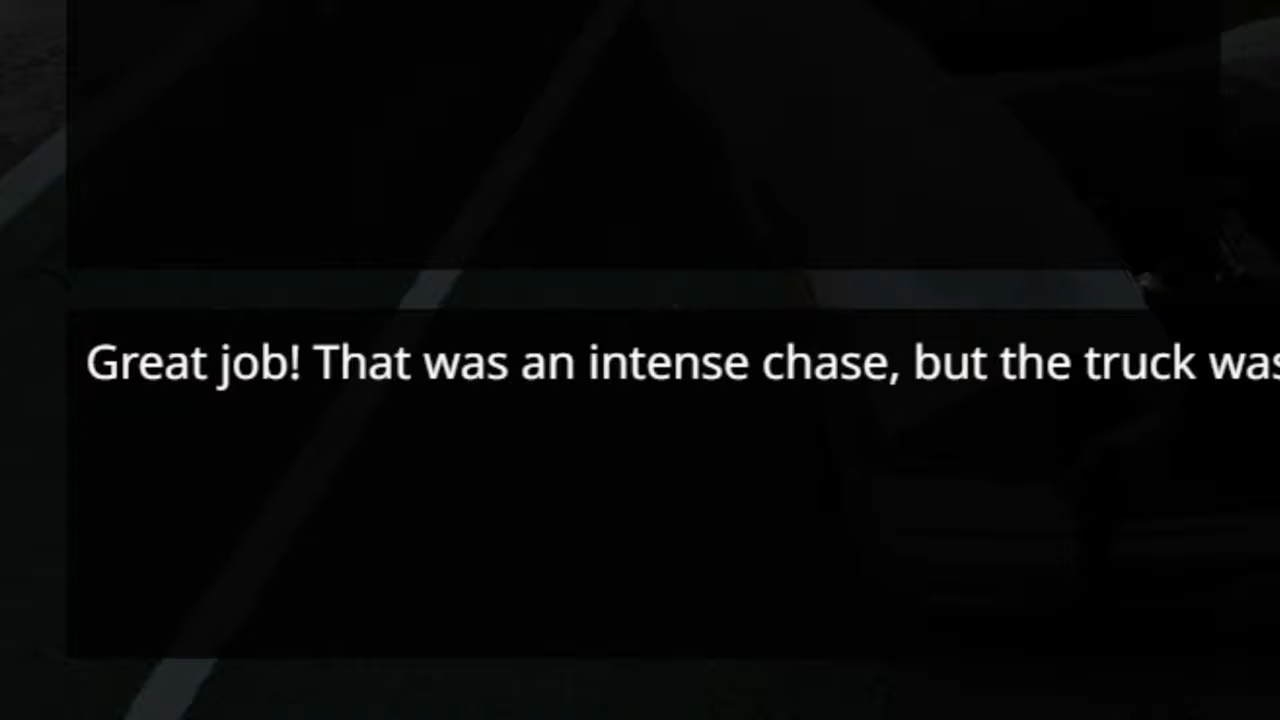 Great job! That was an intense chase, but the truck was